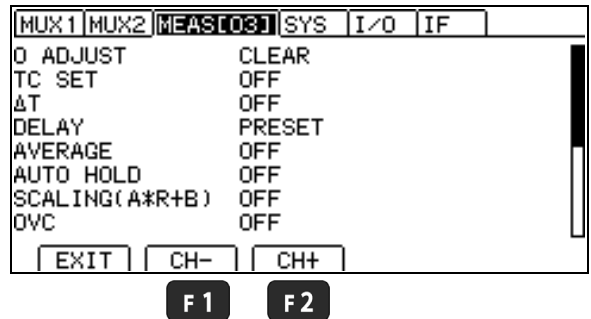 MUX1 MUX2 MEAS[03] SYS I/O IF
0 ADJUST CLEAR
TC SET OFF
ΔT OFF
DELAY PRESET
AVERAGE OFF
AUTO HOLD OFF
SCALING(A*R+B) OFF
OVC OFF
EXIT CH- CH+
F1 F2